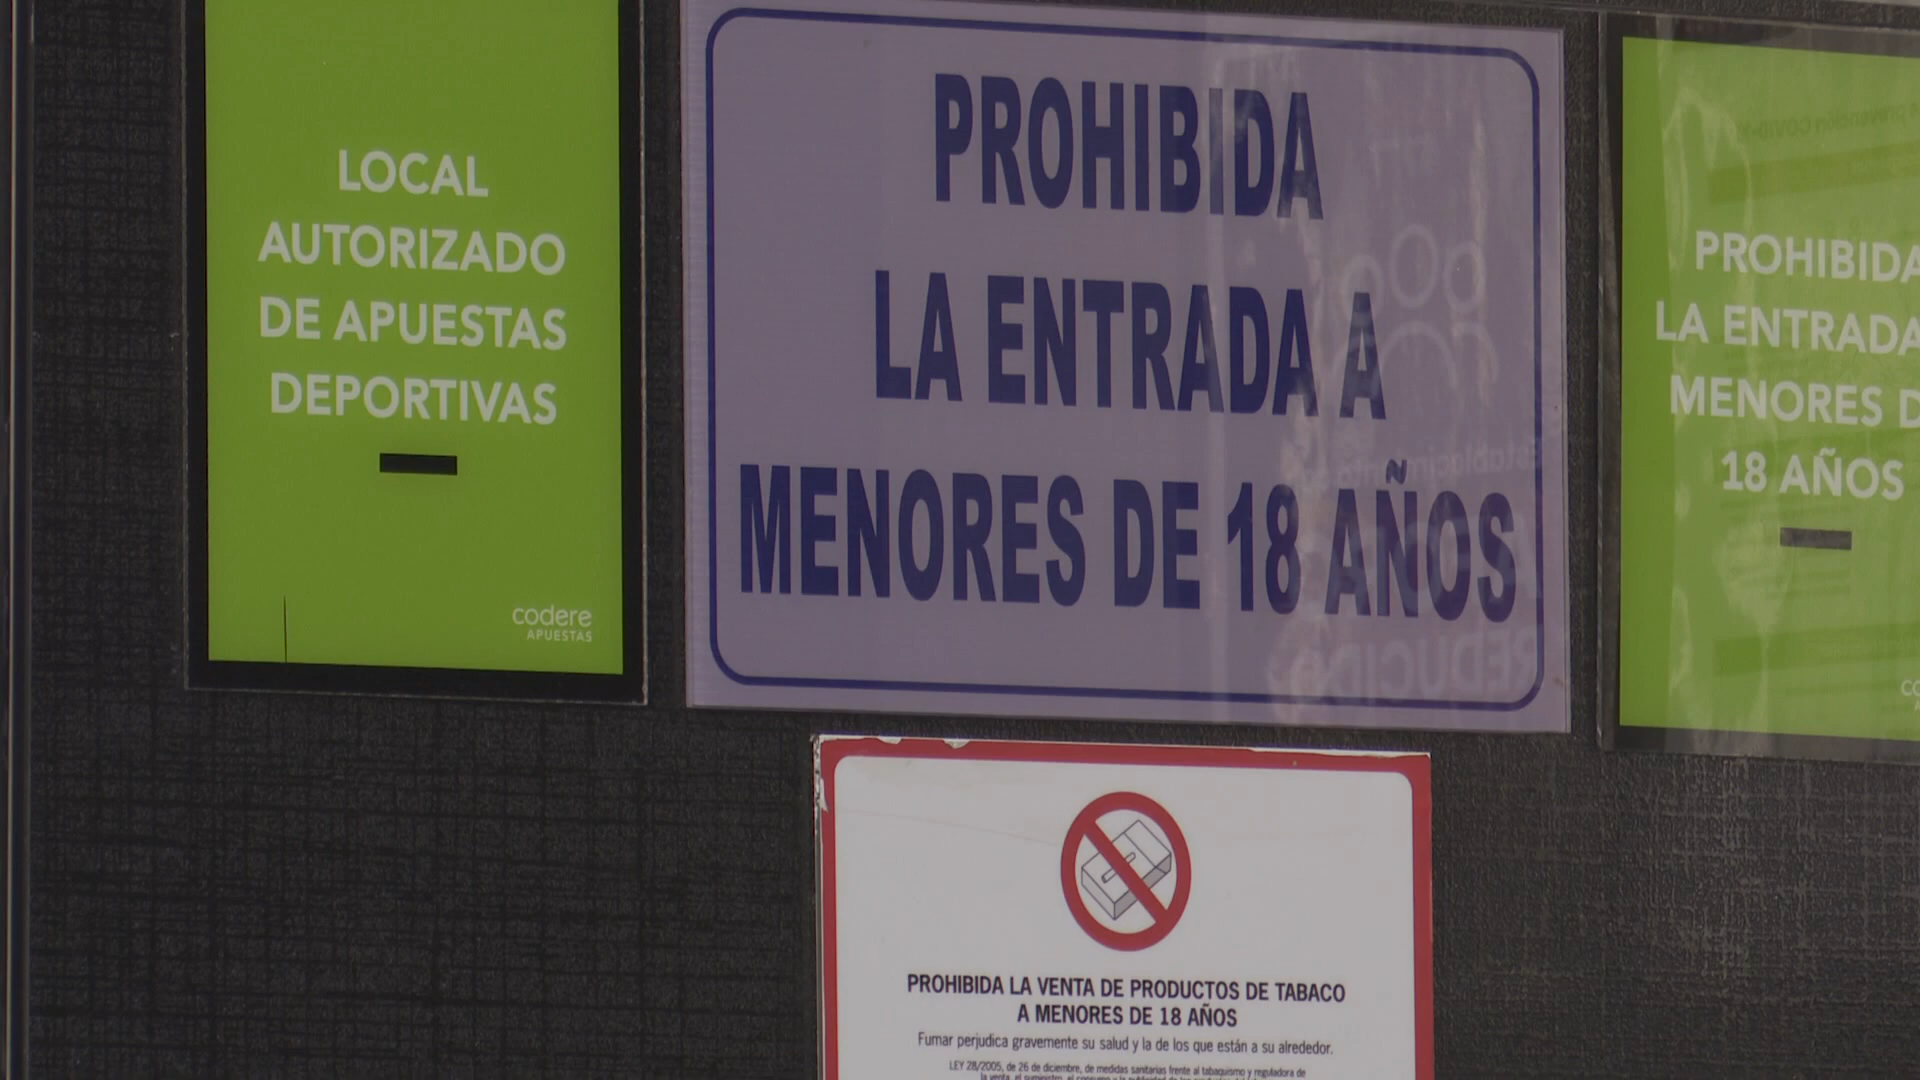 LOCAL
AUTORIZADO
DE APUESTAS
DEPORTIVAS
codere
APUESTAS
PROHIBIDA
LA ENTRADA A
MENORES DE 18 AÑOS
PROHIBIDA
LA ENTRADA
MENORES D
18 AÑOS
PROHIBIDA LA VENTA DE PRODUCTOS DE TABACO
A MENORES DE 18 AÑOS
Fumar perjudica gravemente su salud y la de los que están a su alrededor.
LEY 28/2005, de 26 de diciembre, de medidas sanitarias frente al tabaquismo y reguladora de